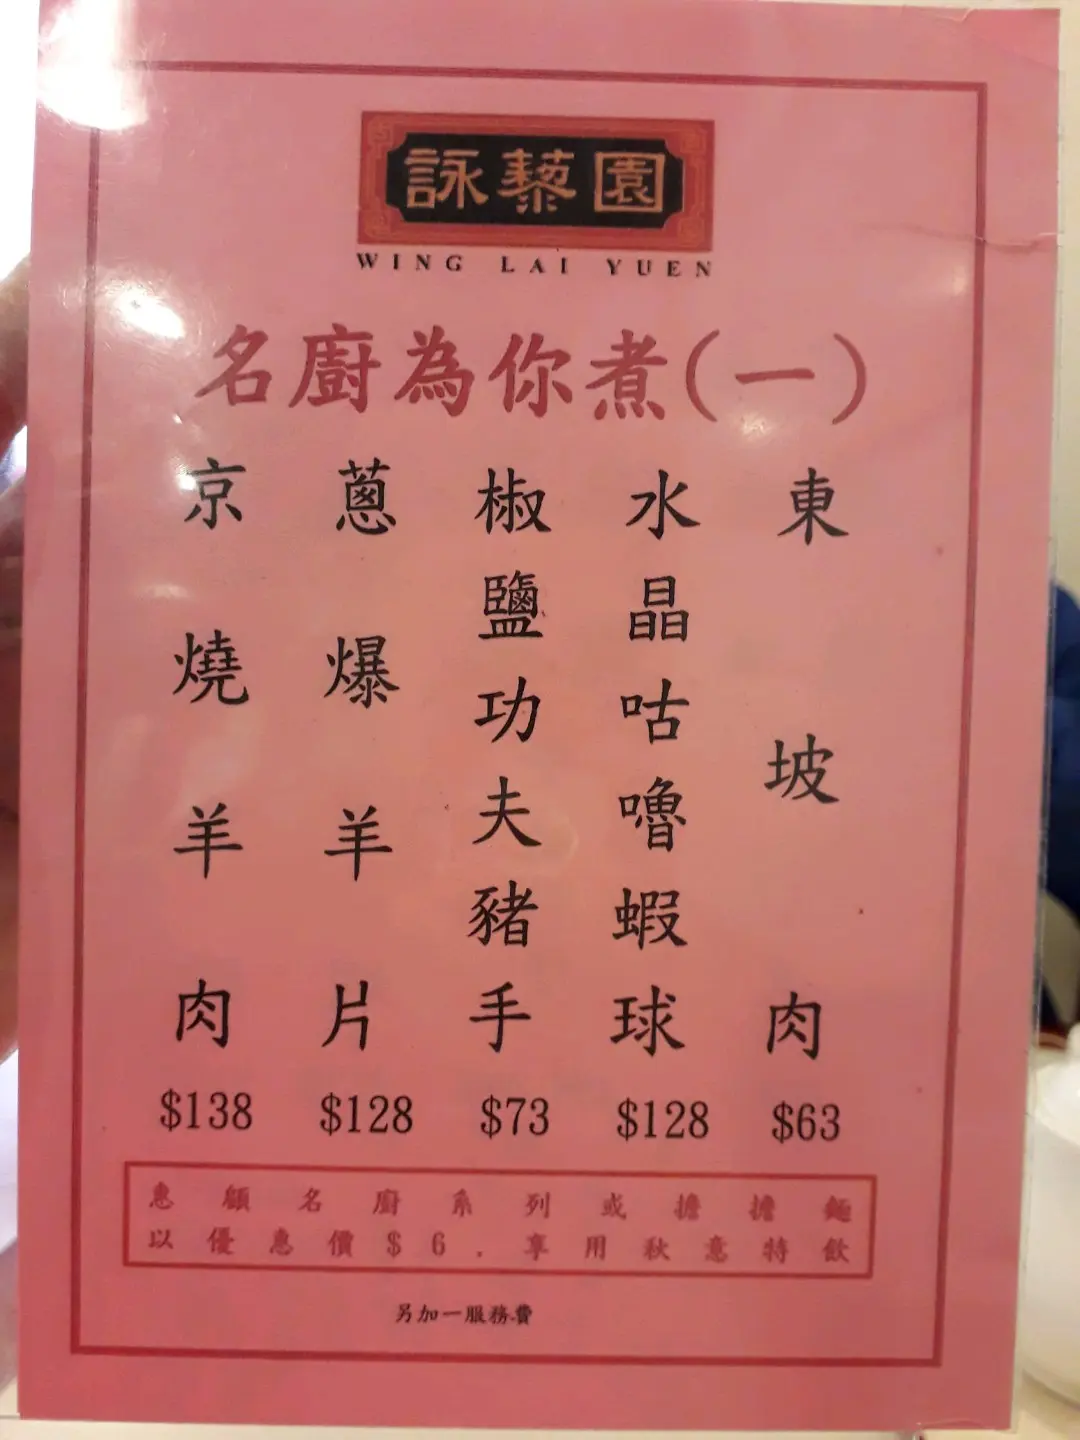 詠藜園
WING LAI YUEN
名廚為你煮(一)
東坡肉
$63
水晶咕嚕蝦球
$128
椒鹽功夫豬手
$73
蔥爆羊片
$128
京燒羊肉
$138
惠顧名廚系列或擔擔麵
以優惠價$6.享用秋意特飲
另加一服務費